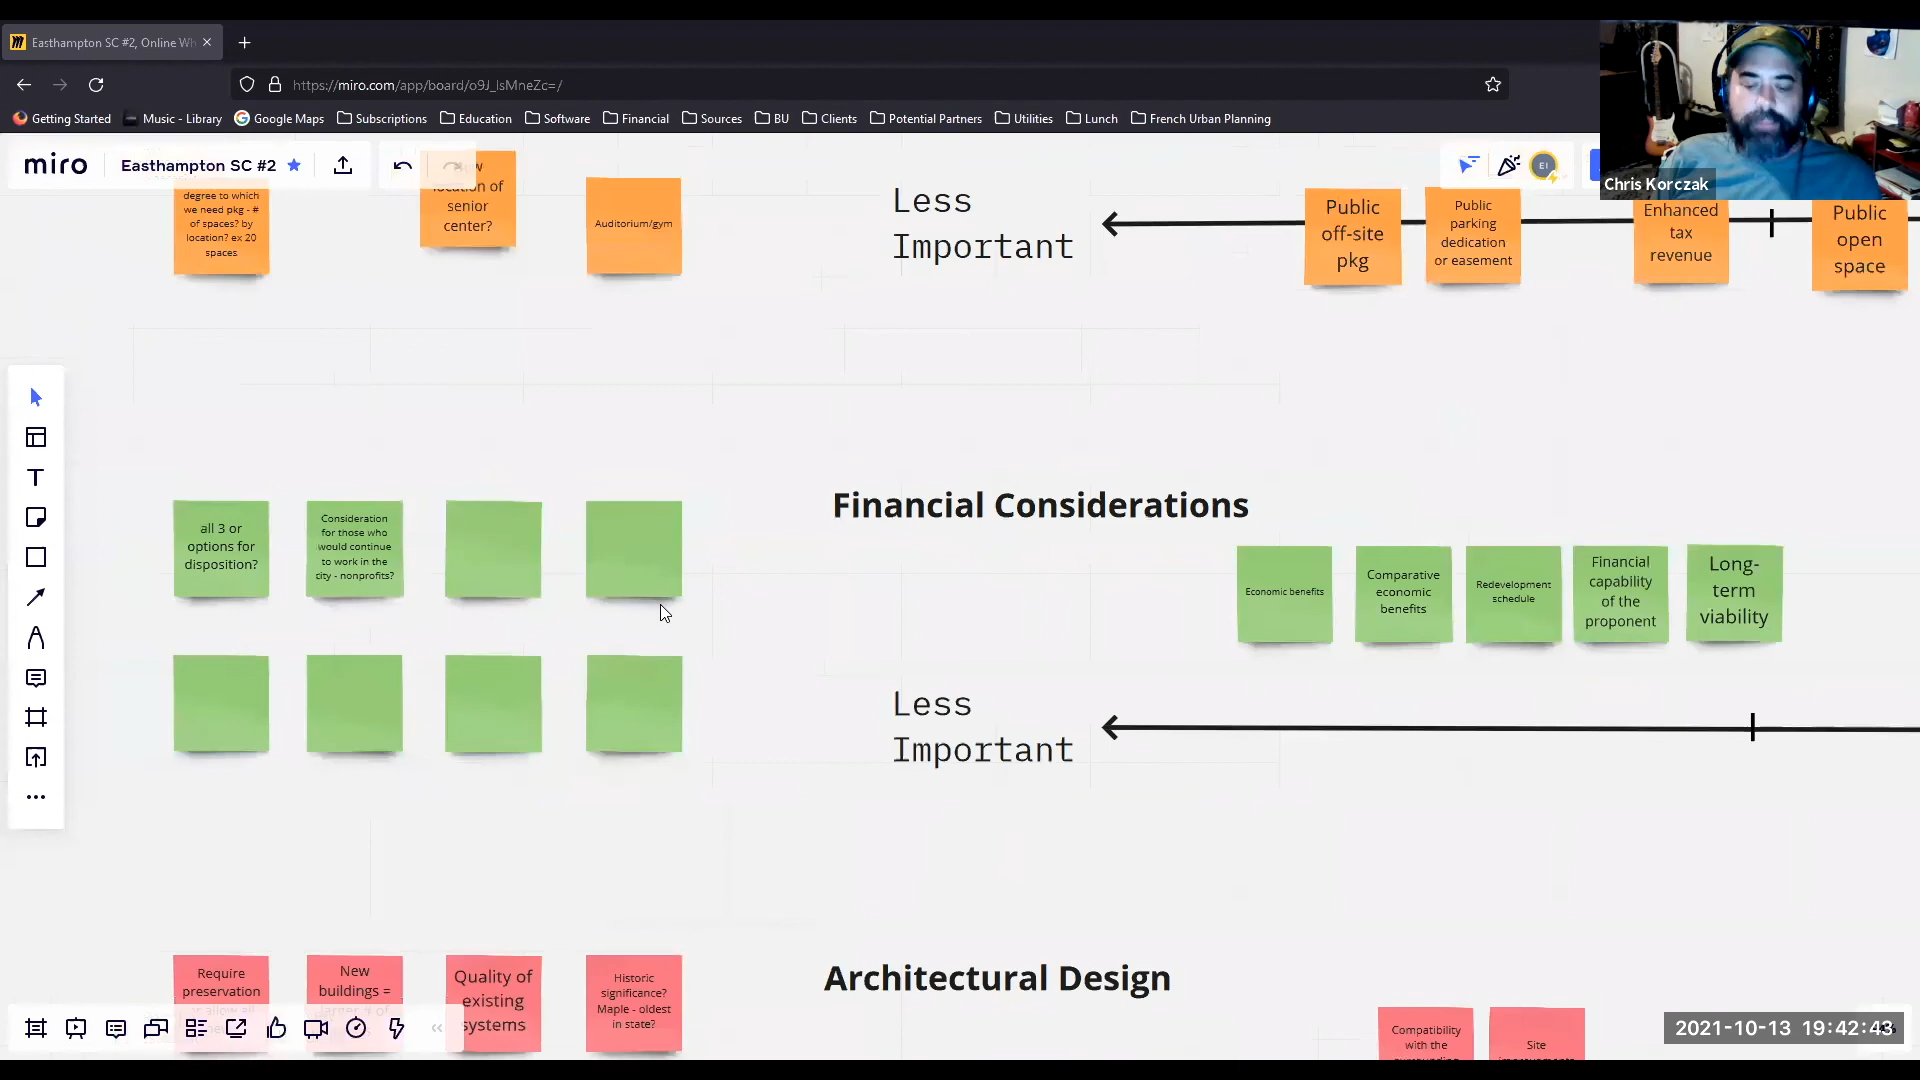 Easthampton SC #2, Online Wh
https://miro.com/app/board/o9J_lsMneZc=/
Getting Started
Music - Library
Google Maps
Subscriptions
Education
Software
Financial
Sources
BU
Clients
Potential Partners
Utilities
Lunch
French Urban Planning
Chris Korczak
miro
Easthampton SC #2
EI
degree to which
we need pkg - #
of spaces? by
location? ex 20
spaces
location of
senior
center?
Auditorium/gym
Less
Important
Public
off-site
pkg
Public
parking
dedication
or easement
Enhanced
tax
revenue
Public
open
space
Financial Considerations
all 3 or
options for
disposition?
Consideration
for those who
would continue
to work in the
city - nonprofits?
Economic benefits
Comparative
economic
benefits
Redevelopment
schedule
Financial
capability
of the
proponent
Long-
term
viability
Less
Important
Architectural Design
Require
preservation
New
buildings =
Quality of
existing
systems
Historic
significance?
Maple - oldest
in state?
Compatibility
with the
Site
2021-10-13 19:42:43